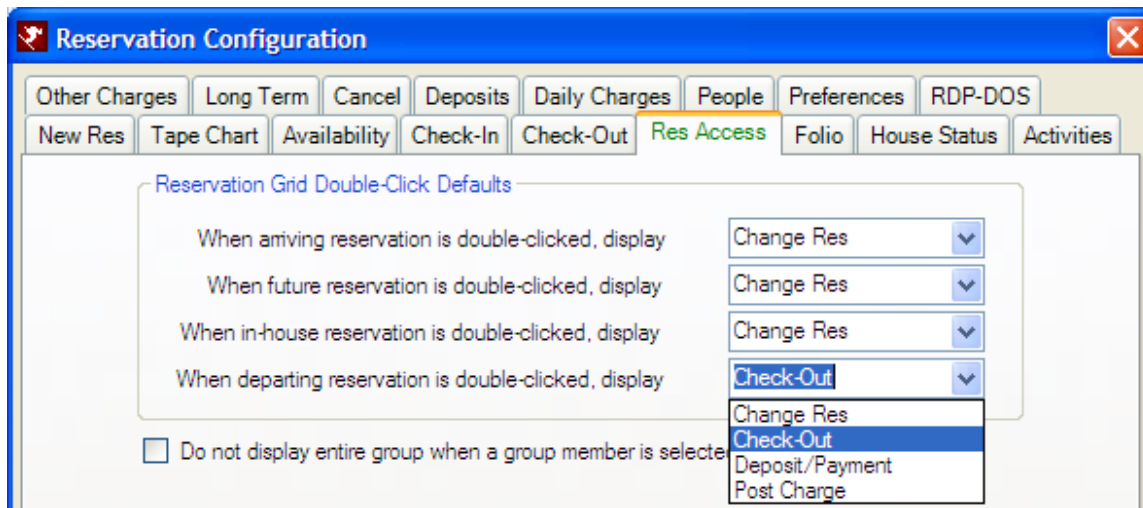 Reservation Configuration
Other Charges Long Term Cancel Deposits Daily Charges People Preferences RDP-DOS
New Res Tape Chart Availability Check-In Check-Out Res Access Folio House Status Activities
Reservation Grid Double-Click Defaults
When arriving reservation is double-clicked, display Change Res
When future reservation is double-clicked, display Change Res
When in-house reservation is double-clicked, display Change Res
When departing reservation is double-clicked, display Check-Out
Change Res
Check-Out
Do not display entire group when a group member is selected
Deposit/Payment
Post Charge